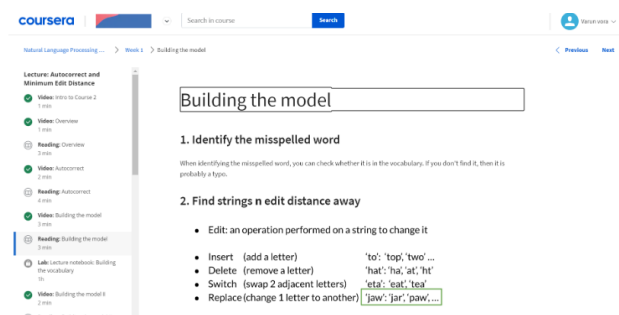 coursera
Search in course
Search
Varun vora
Natural Language Processing ...
Week 1
Building the model
Previous
Next
Lecture: Autocorrect and
Minimum Edit Distance
Video: Intro to Course 2
1 min
Video: Overview
1 min
Reading: Overview
3 min
Video: Autocorrect
2 min
Reading: Autocorrect
4 min
Video: Building the model
3 min
Reading: Building the model
3 min
Lab: Lecture notebook: Building
the vocabulary
1h
Video: Building the model II
2 min
Building the model
1. Identify the misspelled word
When identifying the misspelled word, you can check whether it is in the vocabulary. If you don't find it, then it is
probably a typo.
2. Find strings n edit distance away
• Edit: an operation performed on a string to change it
• Insert (add a letter) 'to': 'top', 'two' ...
• Delete (remove a letter) 'hat': 'ha', 'at', 'ht'
• Switch (swap 2 adjacent letters) 'eta': 'eat', 'tea'
• Replace (change 1 letter to another) 'jaw': 'jar', 'paw', ...